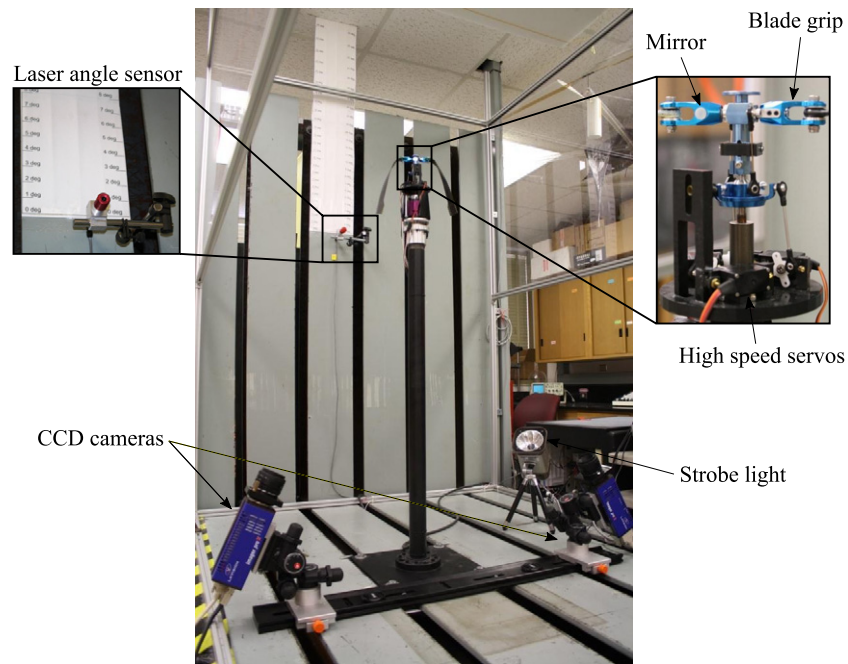 Blade grip
Mirror
Laser angle sensor
7 deg
6 deg
5 deg
4 deg
3 deg
2 deg
1 deg
0 deg
High speed servos
CCD cameras
Strobe light